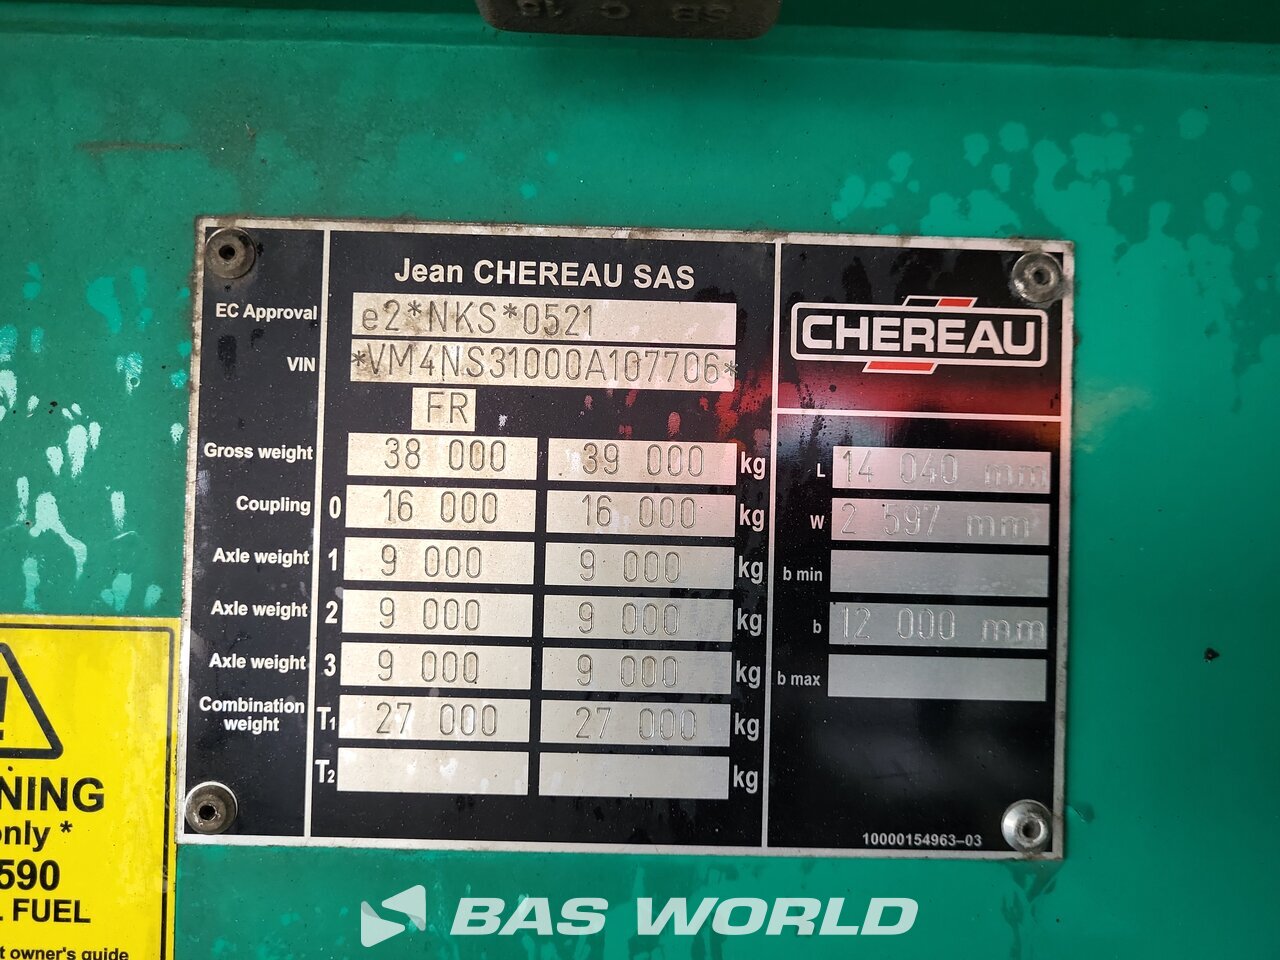 SB C 15
Jean CHEREAU SAS
EC Approval e2*NKS*0521
VIN *VM4NS31000A107706*
FR
Gross weight 38 000 39 000 kg
Coupling 0 16 000 16 000 kg
Axle weight 1 9 000 9 000 kg
Axle weight 2 9 000 9 000 kg
Axle weight 3 9 000 9 000 kg
Combination weight T1 27 000 27 000 kg
T2 kg
CHEREAU
L 14 040 mm
W 2 597 mm
b min
b 12 000 mm
b max
10000154963-03
NING
only *
590
FUEL
owner's guide
BAS WORLD